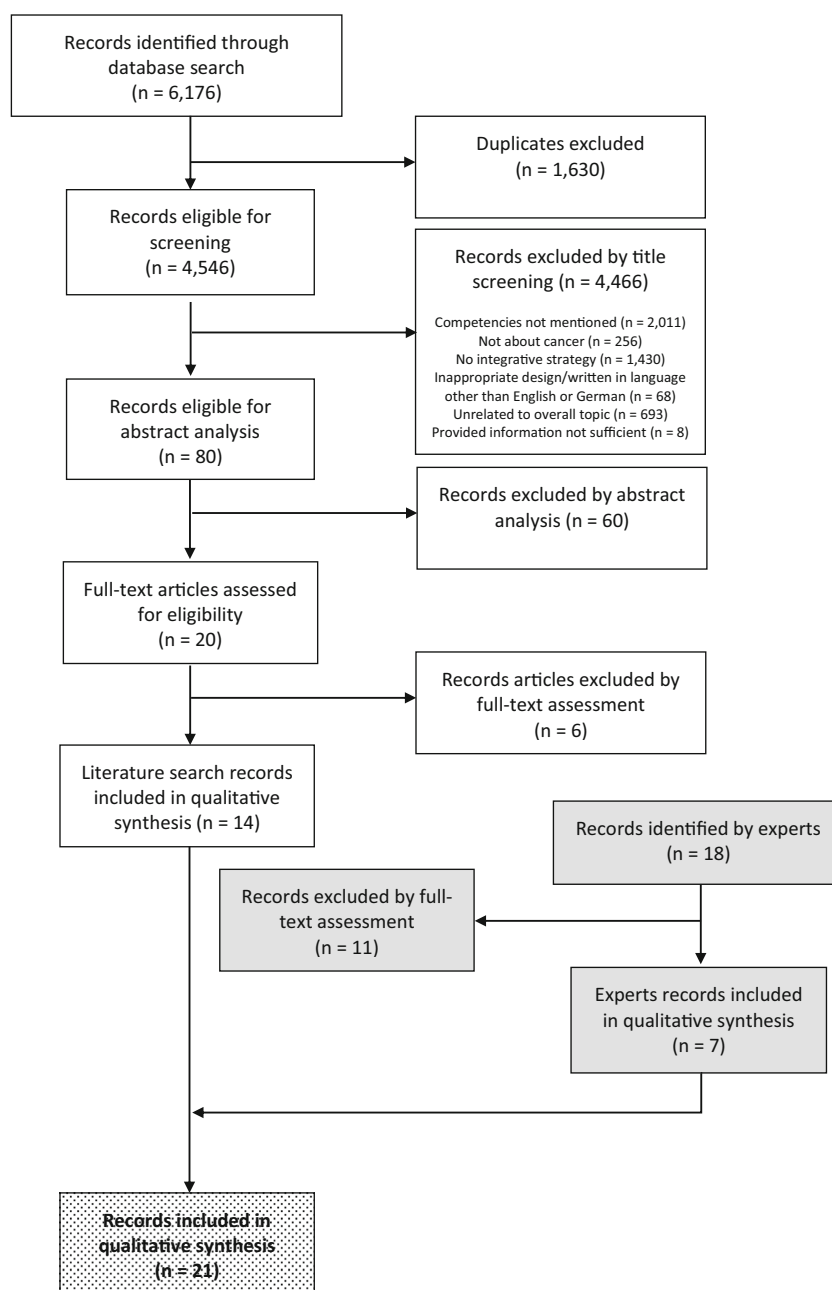 Records identified through
database search
(n = 6,176)
Duplicates excluded
(n = 1,630)
Records eligible for
screening
(n = 4,546)
Records excluded by title
screening (n = 4,466)
Competencies not mentioned (n = 2,011)
Not about cancer (n = 256)
No integrative strategy (n = 1,430)
Inappropriate design/written in language
other than English or German (n = 68)
Unrelated to overall topic (n = 693)
Provided information not sufficient (n = 8)
Records eligible for
abstract analysis
(n = 80)
Records excluded by abstract
analysis (n = 60)
Full-text articles assessed
for eligibility
(n = 20)
Records articles excluded by
full-text assessment
(n = 6)
Literature search records
included in qualitative
synthesis (n = 14)
Records identified by experts
(n = 18)
Records excluded by full-
text assessment
(n = 11)
Experts records included
in qualitative synthesis
(n = 7)
Records included in
qualitative synthesis
(n = 21)